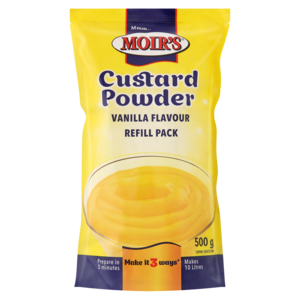 Mmm...
MOIR'S
Custard
Powder
VANILLA FLAVOUR
REFILL PACK
500 g
Prepare in
5 minutes
Make it 3 ways*
Makes
10 Litres